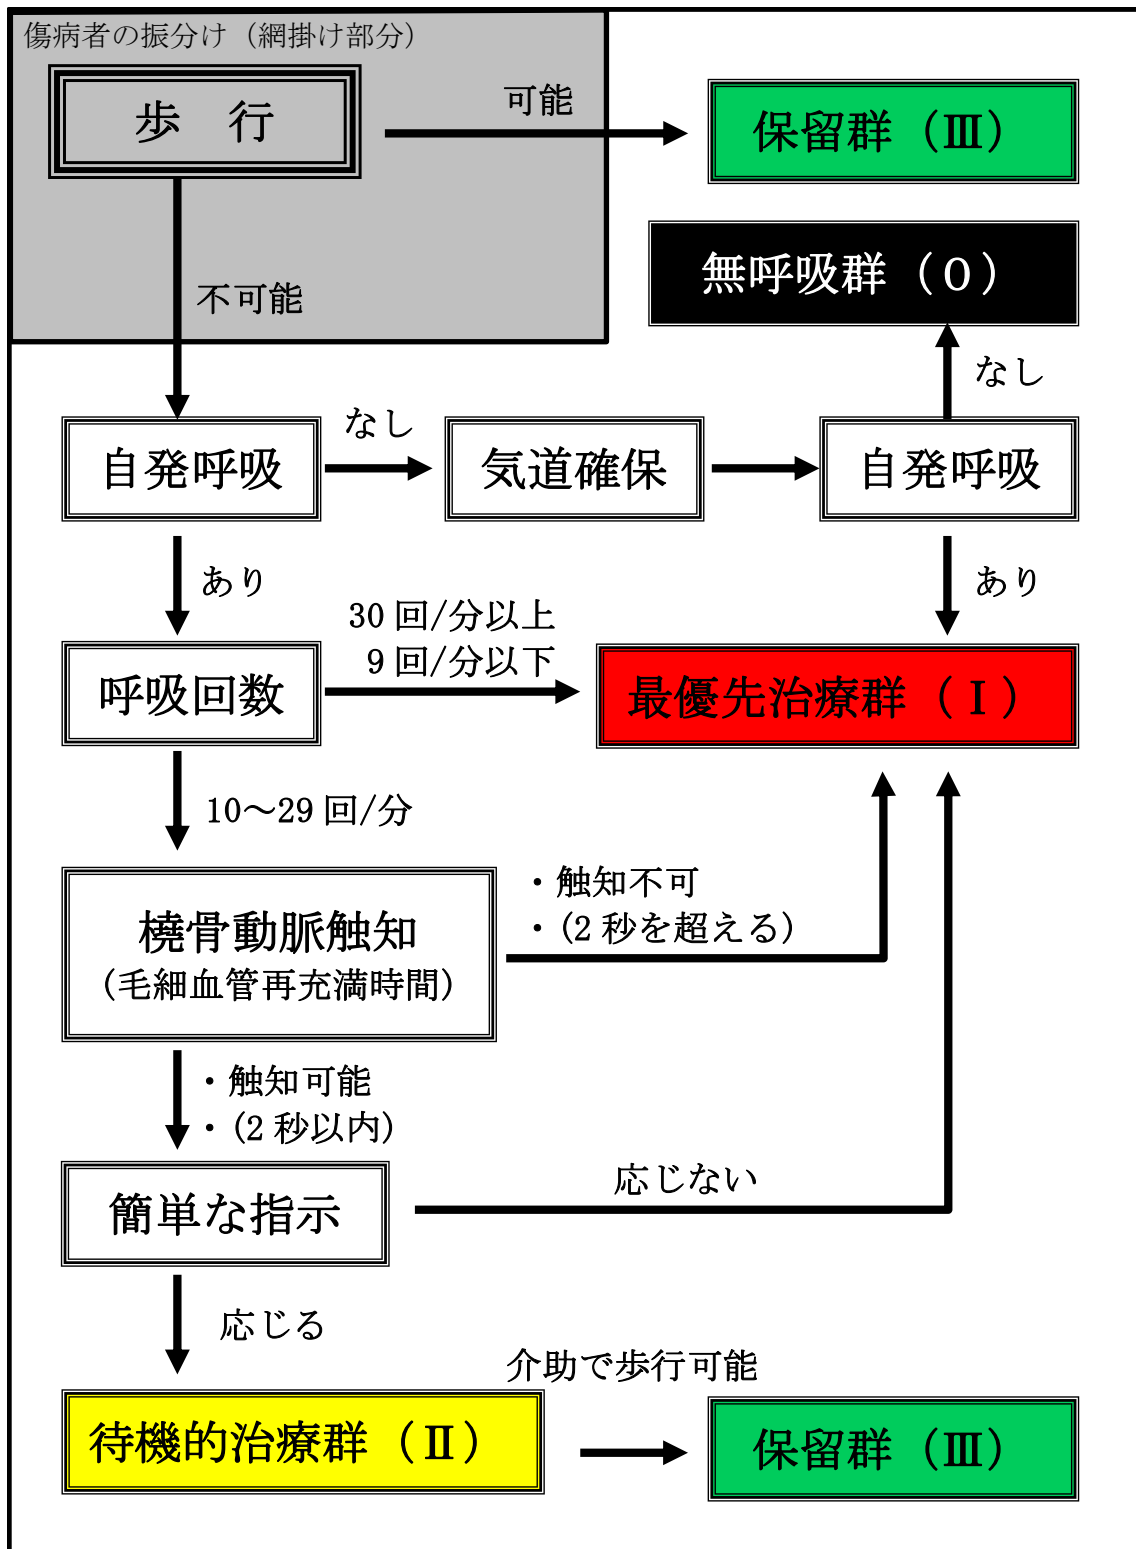 傷病者の振分け（網掛け部分）
歩　行
可能
保留群（Ⅲ）
無呼吸群（０）
不可能
なし
なし
自発呼吸
気道確保
自発呼吸
あり
あり
30 回/分以上
9 回/分以下
呼吸回数
最優先治療群（Ⅰ）
10～29 回/分
・触知不可
・(2 秒を超える)
橈骨動脈触知
(毛細血管再充満時間)
・触知可能
・(2 秒以内)
簡単な指示
応じない
応じる
介助で歩行可能
待機的治療群（Ⅱ）
保留群（Ⅲ）